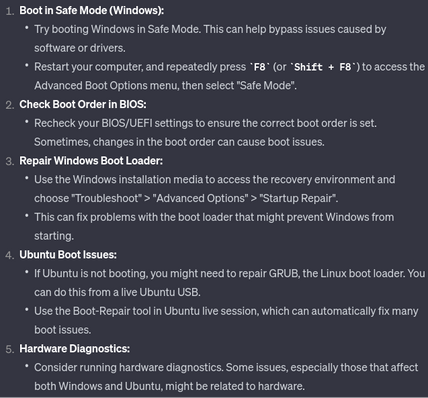 1. Boot in Safe Mode (Windows):
• Try booting Windows in Safe Mode. This can help bypass issues caused by
software or drivers.
• Restart your computer, and repeatedly press `F8` (or `Shift + F8`) to access the
Advanced Boot Options menu, then select "Safe Mode".
2. Check Boot Order in BIOS:
• Recheck your BIOS/UEFI settings to ensure the correct boot order is set.
Sometimes, changes in the boot order can cause boot issues.
3. Repair Windows Boot Loader:
• Use the Windows installation media to access the recovery environment and
choose "Troubleshoot" > "Advanced Options" > "Startup Repair".
• This can fix problems with the boot loader that might prevent Windows from
starting.
4. Ubuntu Boot Issues:
• If Ubuntu is not booting, you might need to repair GRUB, the Linux boot loader. You
can do this from a live Ubuntu USB.
• Use the Boot-Repair tool in Ubuntu live session, which can automatically fix many
boot issues.
5. Hardware Diagnostics:
• Consider running hardware diagnostics. Some issues, especially those that affect
both Windows and Ubuntu, might be related to hardware.